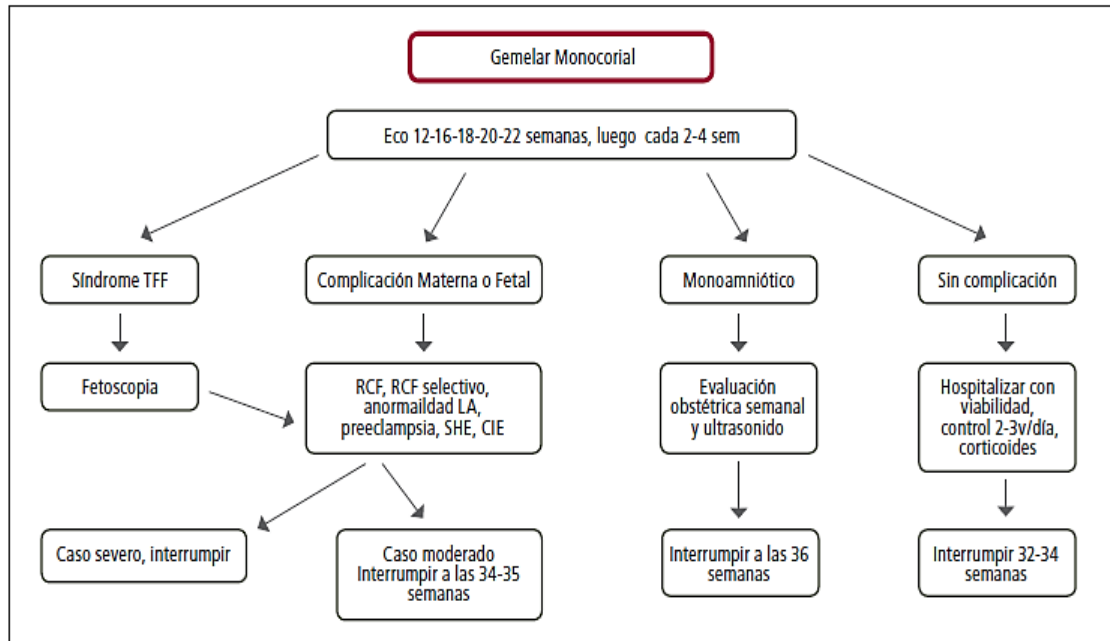 Gemelar Monocorial
Eco 12-16-18-20-22 semanas, luego cada 2-4 sem
Síndrome TFF
Complicación Materna o Fetal
Monoamniótico
Sin complicación
Fetoscopia
RCF, RCF selectivo,
anormaildad LA,
preeclampsia, SHE, CIE
Evaluación
obstétrica semanal
y ultrasonido
Hospitalizar con
viabilidad,
control 2-3v/día,
corticoides
Caso severo, interrumpir
Caso moderado
Interrumpir a las 34-35
semanas
Interrumpir a las 36
semanas
Interrumpir 32-34
semanas